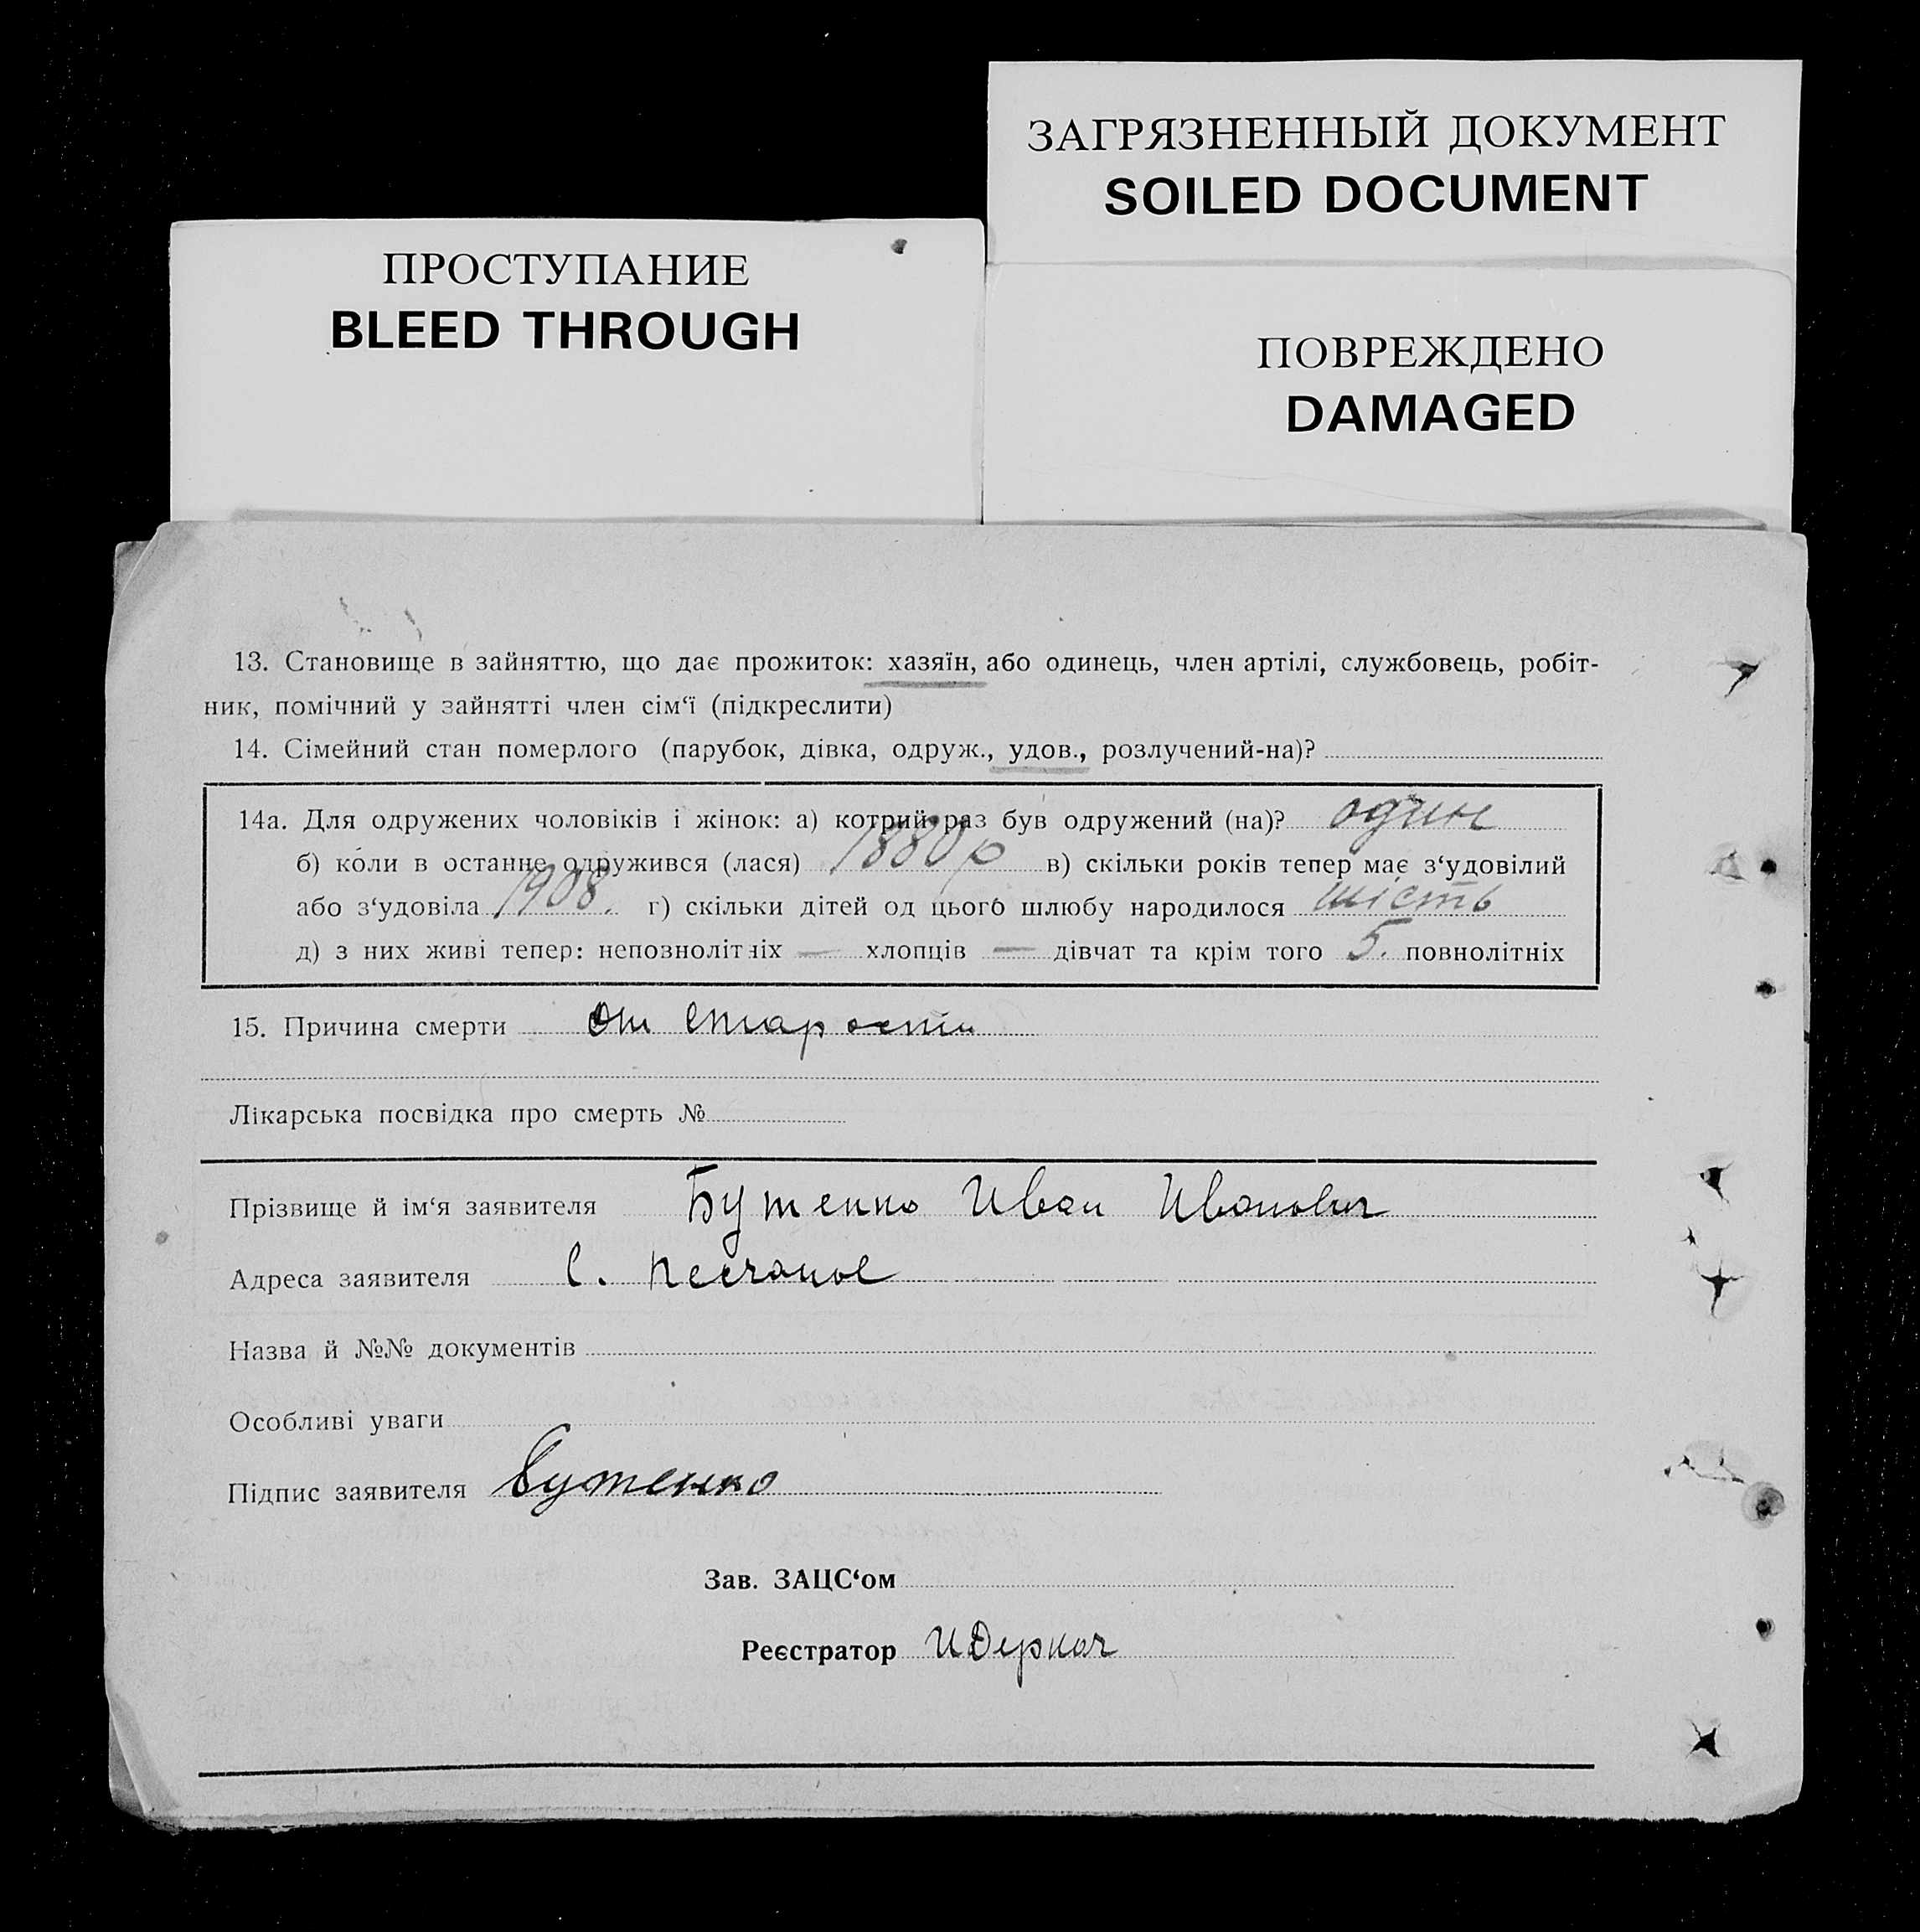 ЗАГРЯЗНЕННЫЙ ДОКУМЕНТ
SOILED DOCUMENT
ПРОСТУПАНИЕ
BLEED THROUGH
ПОВРЕЖДЕНО
DAMAGED
13. Становище в зайняттю, що дає прожиток: хазяїн, або одинець, член артілі, службовець, робіт-
ник, помічний у зайнятті член сім‘ї (підкреслити)
14. Сімейний стан померлого (парубок, дівка, одруж., удов., розлучений-на)?
14а. Для одружених чоловіків і жінок: а) котрий раз був одружений (на)? один
б) коли в останнє одружився (лася) 1880 р в) скільки років тепер має з‘удовілий
або з‘удовіла 1908. г) скільки дітей од цього шлюбу народилося шість
д) з них живі тепер: непознолітніх — хлопців — дівчат та крім того 5. повнолітніх
15. Причина смерти От старости
Лікарська посвідка про смерть №
Прізвище й ім‘я заявителя Бутенко Иван Иванович
Адреса заявителя С. Песчаное
Назва й №№ документів
Особливі уваги
Підпис заявителя Бутенко
Зав. ЗАЦС‘ом
Реєстратор И Деркач